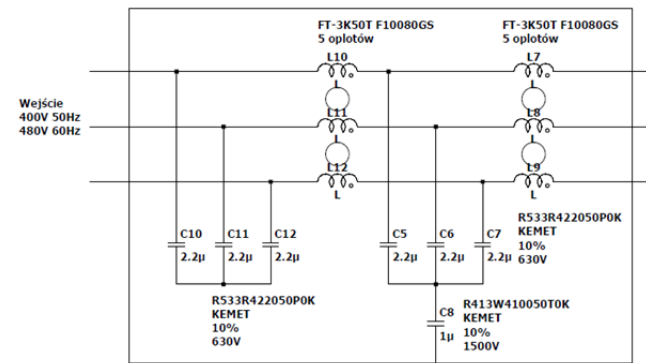 FT-3K50T F10080GS
5 oplotów
FT-3K50T F10080GS
5 oplotów
L10
L7
L
L
Wejście
400V 50Hz
480V 60Hz
L11
L8
L
L
L12
L9
L
L
C10
2.2µ
C11
2.2µ
C12
2.2µ
C5
2.2µ
C6
2.2µ
C7
2.2µ
R533R422050P0K
KEMET
10%
630V
R533R422050P0K
KEMET
10%
630V
C8
1µ
R413W410050T0K
KEMET
10%
1500V